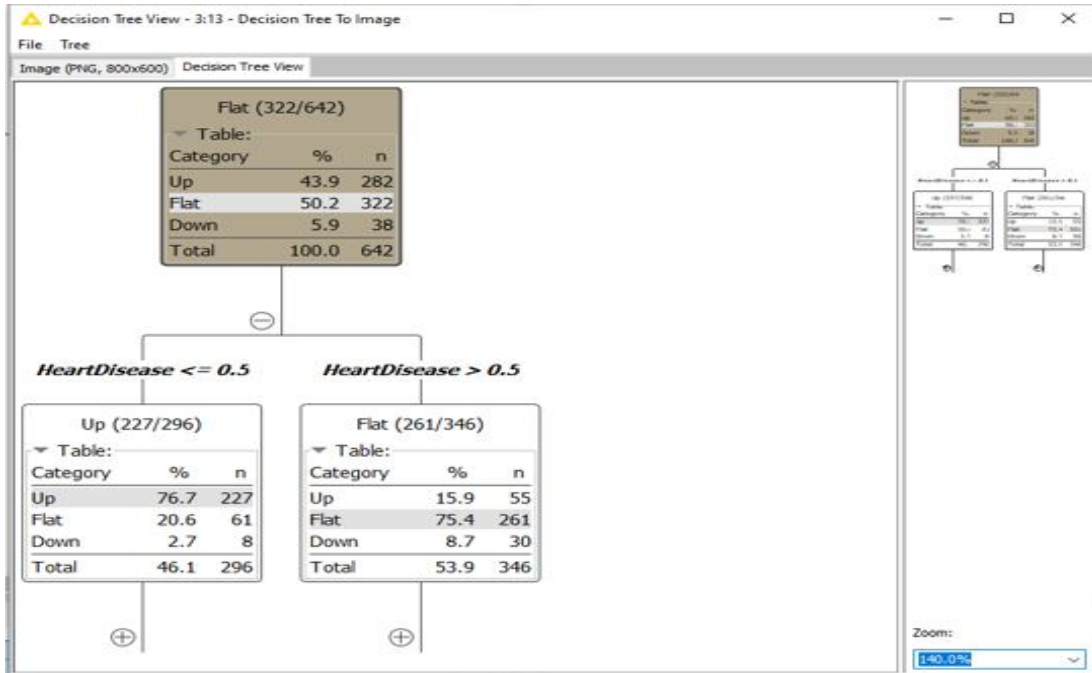 Decision Tree View - 3:13 - Decision Tree To Image
File Tree
Image (PNG, 800x600) Decision Tree View
Flat (322/642)
Table:
Category % n
Up 43.9 282
Flat 50.2 322
Down 5.9 38
Total 100.0 642
HeartDisease <= 0.5 HeartDisease > 0.5
Up (227/296)
Table:
Category % n
Up 76.7 227
Flat 20.6 61
Down 2.7 8
Total 46.1 296
Flat (261/346)
Table:
Category % n
Up 15.9 55
Flat 75.4 261
Down 8.7 30
Total 53.9 346
Zoom:
140.0%